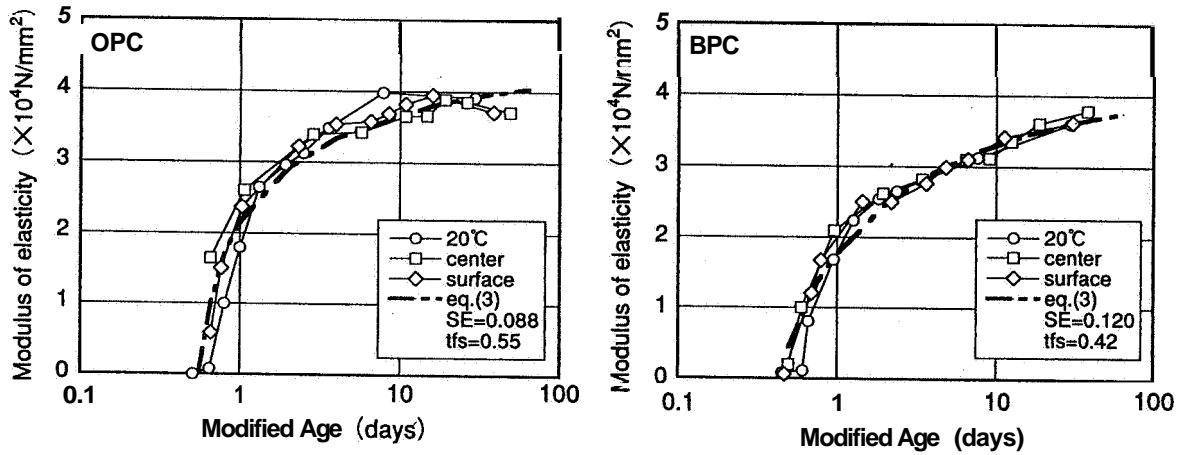 5
OPC
4
3
2
1
0
Modulus of elasticity (×10⁴N/mm²)
20℃
center
surface
eq.(3)
SE=0.088
tfs=0.55
0.1
1
10
100
Modified Age (days)
5
BPC
4
3
2
1
0
Modulus of elasticity (×10⁴N/mm²)
20℃
center
surface
eq.(3)
SE=0.120
tfs=0.42
0.1
1
10
100
Modified Age (days)